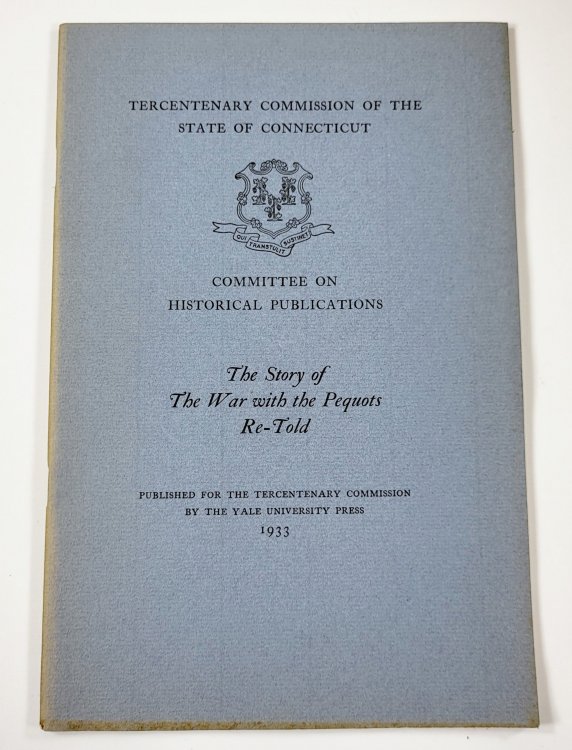 TERCENTENARY COMMISSION OF THE
STATE OF CONNECTICUT
QUI TRANSTULIT SUSTINET
COMMITTEE ON
HISTORICAL PUBLICATIONS
The Story of
The War with the Pequots
Re-Told
PUBLISHED FOR THE TERCENTENARY COMMISSION
BY THE YALE UNIVERSITY PRESS
1933